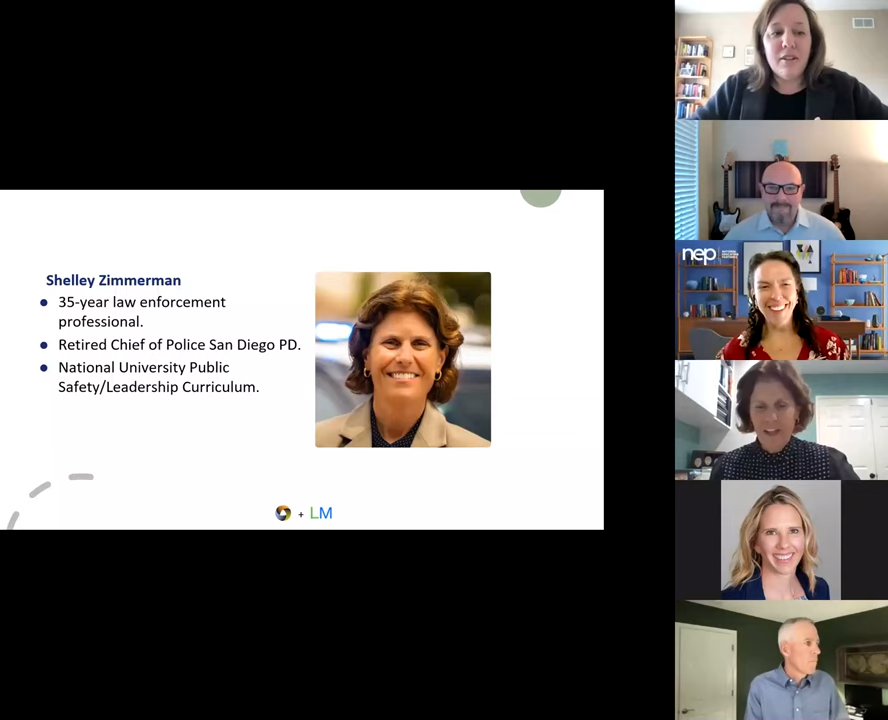 Shelley Zimmerman
35-year law enforcement
professional.
Retired Chief of Police San Diego PD.
National University Public
Safety/Leadership Curriculum.
+ LM
nep